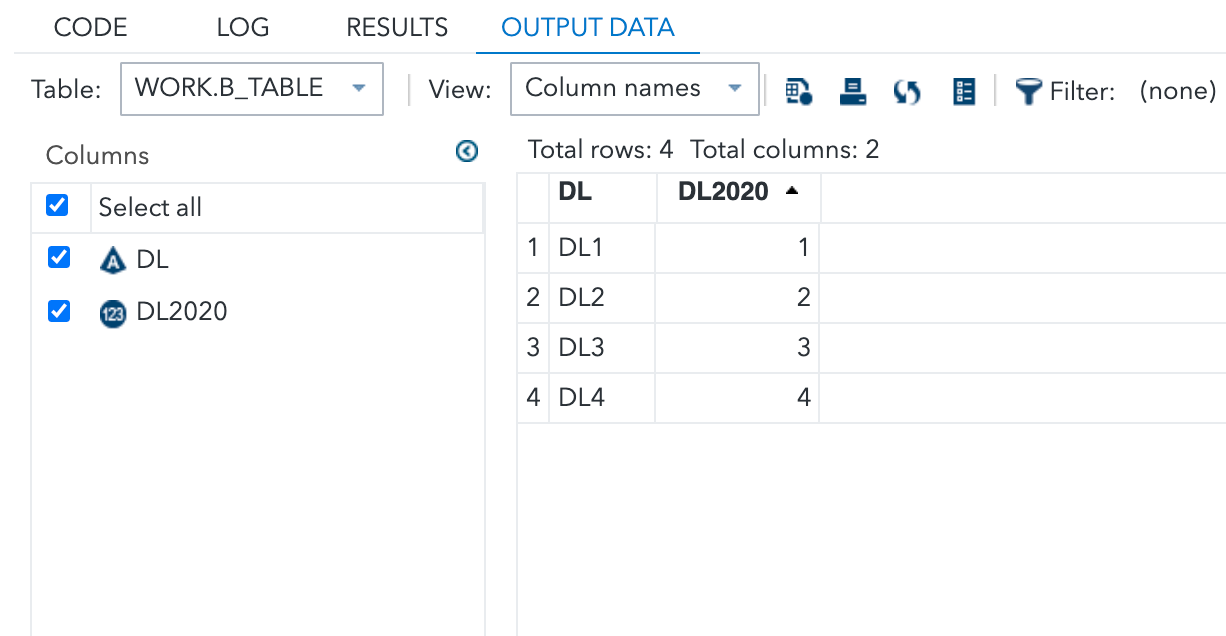 CODE LOG RESULTS OUTPUT DATA
Table: WORK.B_TABLE View: Column names Filter: (none)
Columns
Select all
A DL
123 DL2020
Total rows: 4 Total columns: 2
DL DL2020
1 DL1 1
2 DL2 2
3 DL3 3
4 DL4 4